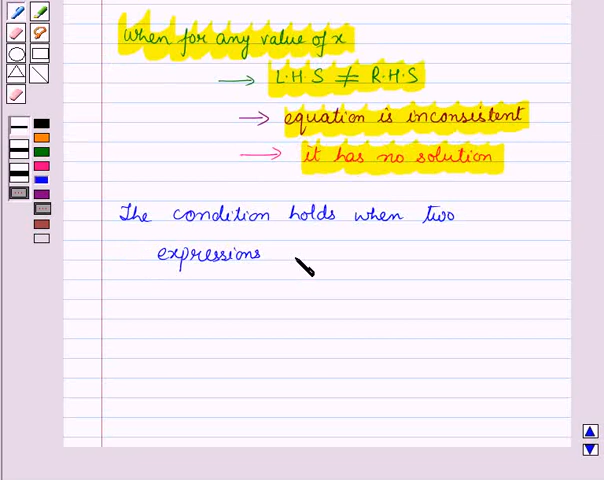 When for any value of x
→ L.H.S ≠ R.H.S
→ equation is inconsistent
→ it has no solution
The condition holds when two
expressions